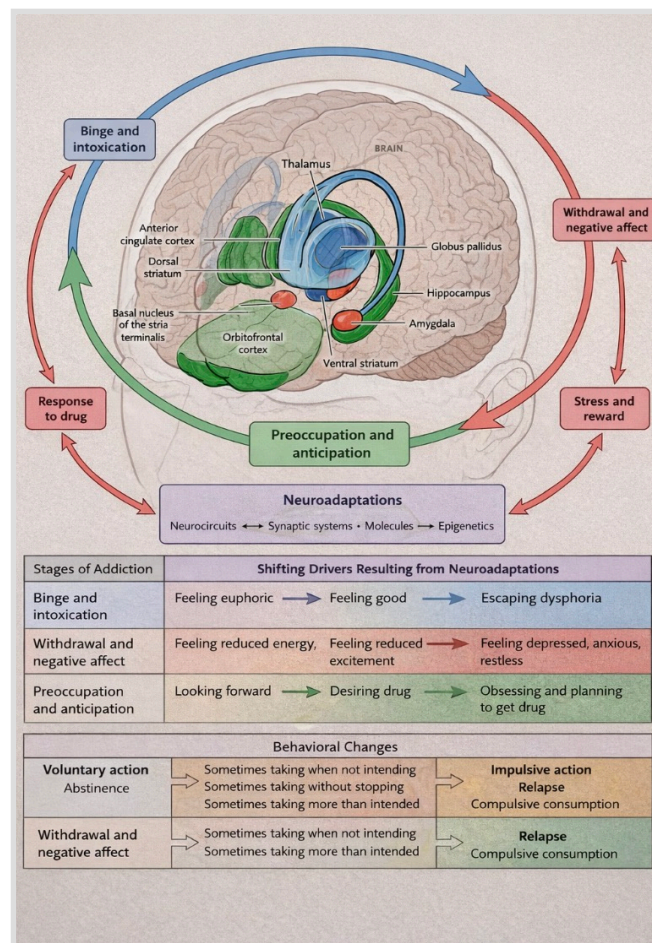 Binge and
intoxication
BRAIN
Thalamus
Anterior
cingulate cortex
Dorsal
striatum
Basal nucleus
of the stria
terminalis
Orbitofrontal
cortex
Globus pallidus
Hippocampus
Amygdala
Ventral striatum
Withdrawal and
negative affect
Response
to drug
Stress and
reward
Preoccupation and
anticipation
Neuroadaptations
Neurocircuits ⟷ Synaptic systems • Molecules ⟶ Epigenetics
Stages of Addiction Shifting Drivers Resulting from Neuroadaptations
Binge and
intoxication
Feeling euphoric ⟶ Feeling good ⟶ Escaping dysphoria
Withdrawal and
negative affect
Feeling reduced energy, Feeling reduced
excitement ⟶ Feeling depressed, anxious,
restless
Preoccupation
and anticipation
Looking forward ⟶ Desiring drug ⟶ Obsessing and planning
to get drug
Behavioral Changes
Voluntary action
Abstinence
Sometimes taking when not intending
Sometimes taking without stopping
Sometimes taking more than intended
Impulsive action
Relapse
Compulsive consumption
Withdrawal and
negative affect
Sometimes taking when not intending
Sometimes taking more than intended
Relapse
Compulsive consumption